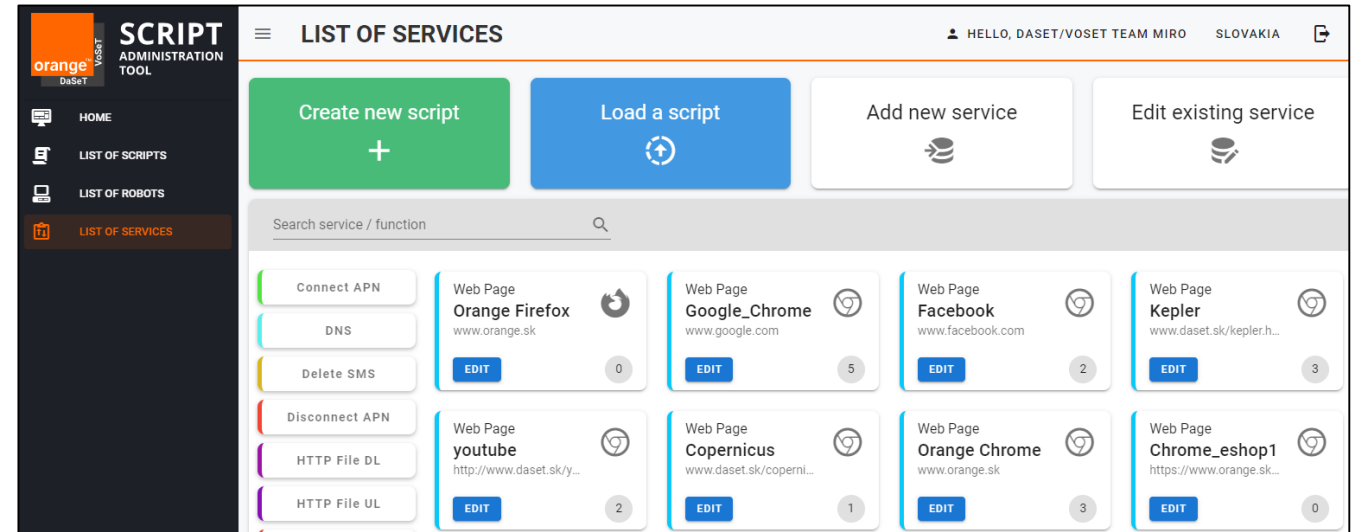 orange™
DaSeT
VoSeT
SCRIPT
ADMINISTRATION
TOOL
HOME
LIST OF SCRIPTS
LIST OF ROBOTS
LIST OF SERVICES
LIST OF SERVICES
HELLO, DASET/VOSET TEAM MIRO
SLOVAKIA
Create new script
Load a script
Add new service
Edit existing service
Search service / function
Connect APN
DNS
Delete SMS
Disconnect APN
HTTP File DL
HTTP File UL
Web Page
Orange Firefox
www.orange.sk
EDIT
0
Web Page
Google_Chrome
www.google.com
EDIT
5
Web Page
Facebook
www.facebook.com
EDIT
2
Web Page
Kepler
www.daset.sk/kepler.h...
EDIT
3
Web Page
youtube
http://www.daset.sk/y...
EDIT
2
Web Page
Copernicus
www.daset.sk/coperni...
EDIT
1
Web Page
Orange Chrome
www.orange.sk
EDIT
3
Web Page
Chrome_eshop1
https://www.orange.sk...
EDIT
0